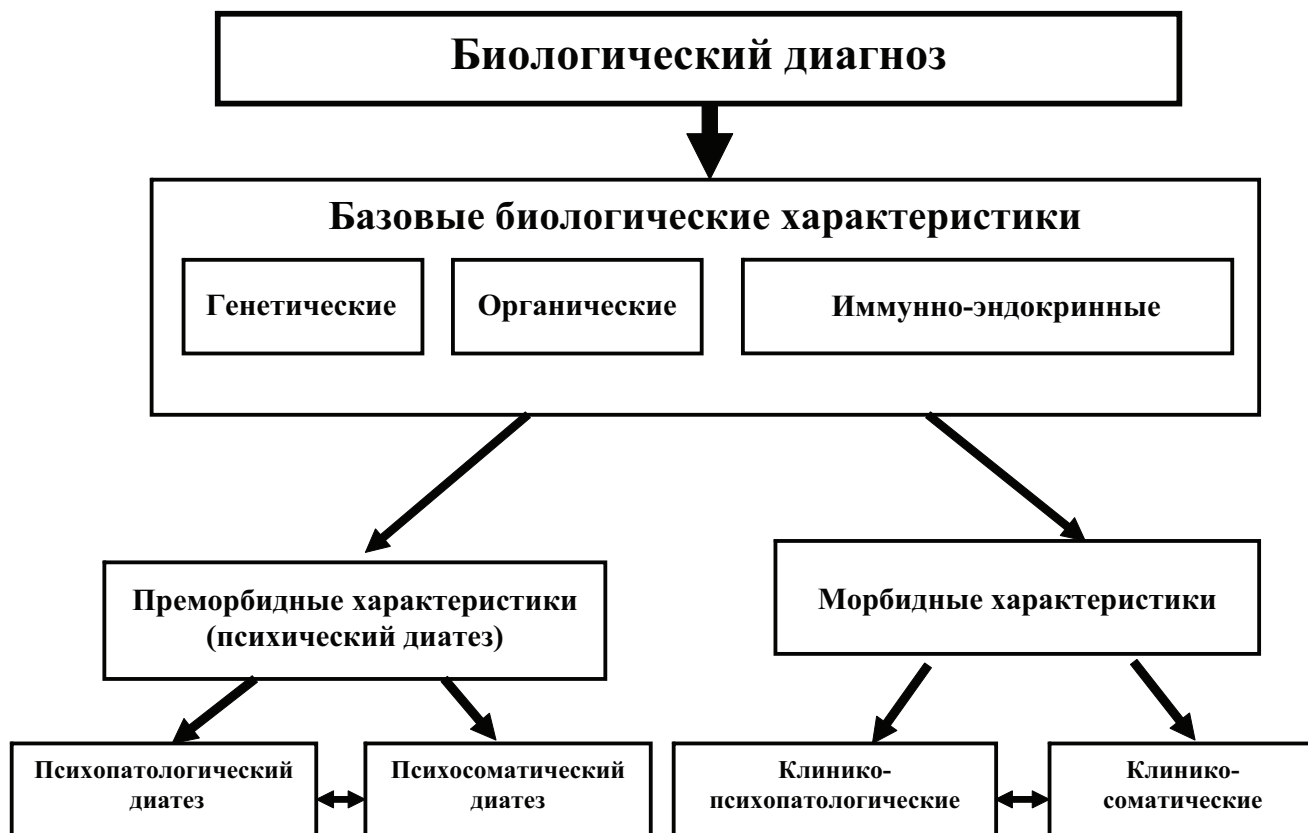 Биологический диагноз
Базовые биологические характеристики
Генетические
Органические
Иммунно-эндокринные
Преморбидные характеристики
(психический диатез)
Морбидные характеристики
Психопатологический
диатез
Психосоматический
диатез
Клинико-
психопатологические
Клинико-
соматические